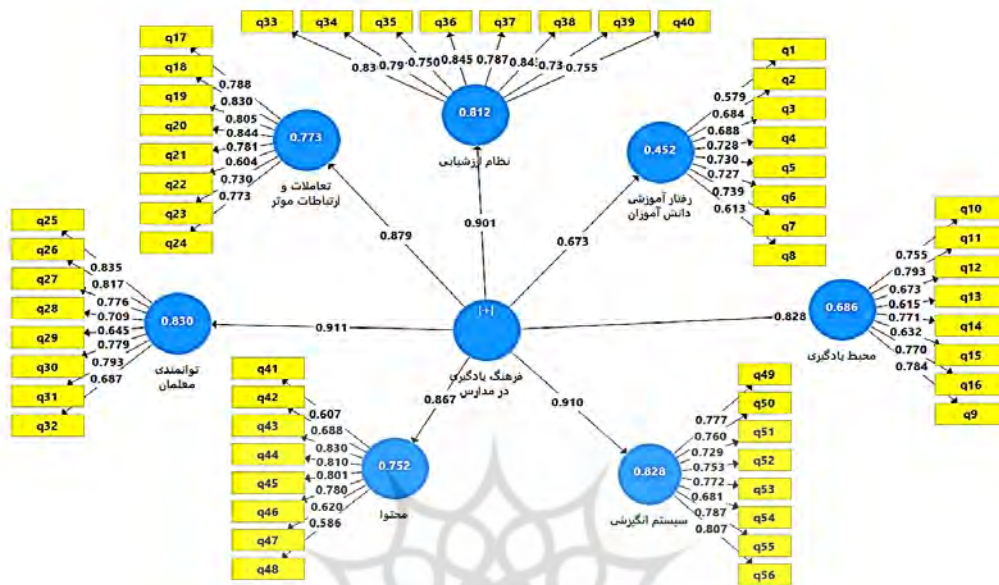 q33
q34
q35
q36
q37
q38
q39
q40
0.83
0.79
0.750
0.845
0.787
0.84
0.73
0.755
0.812
نظام ارزشیابی
0.901
q17
q18
q19
q20
q21
q22
q23
q24
0.788
0.830
0.805
0.844
0.781
0.604
0.730
0.773
0.773
تعاملات و
ارتباطات موثر
0.879
q1
q2
q3
q4
q5
q6
q7
q8
0.579
0.684
0.688
0.728
0.730
0.727
0.739
0.613
0.452
رفتار آموزشی
دانش آموزان
0.673
q10
q11
q12
q13
q14
q15
q16
q9
0.755
0.793
0.673
0.615
0.771
0.632
0.770
0.784
0.686
محیط یادگیری
0.828
q25
q26
q27
q28
q29
q30
q31
q32
0.835
0.817
0.776
0.709
0.645
0.779
0.793
0.687
0.830
توانمندی
معلمان
0.911
[+]
فرهنگ یادگیری
در مدارس
q41
q42
q43
q44
q45
q46
q47
q48
0.607
0.688
0.830
0.810
0.801
0.780
0.620
0.586
0.752
محتوا
0.867
q49
q50
q51
q52
q53
q54
q55
q56
0.777
0.760
0.729
0.753
0.772
0.681
0.787
0.807
0.828
سیستم انگیزشی
0.910